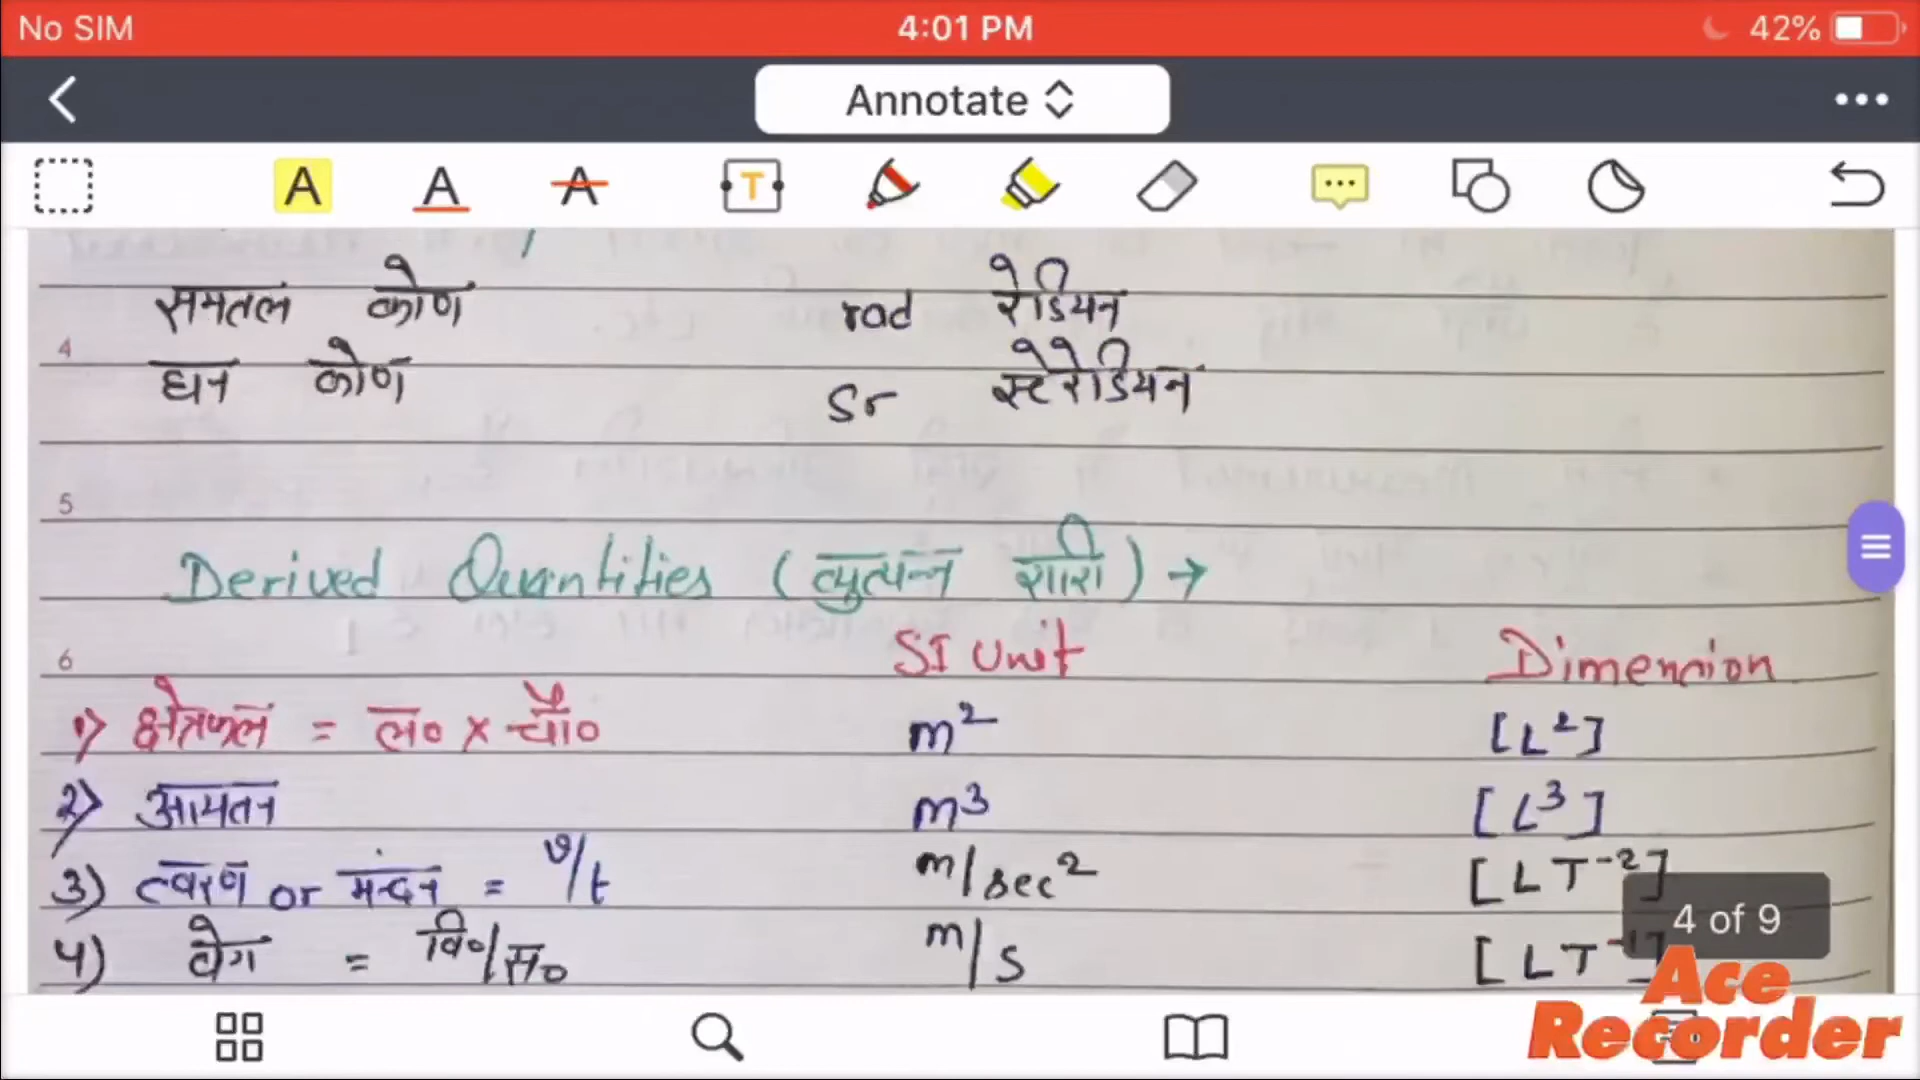 No SIM 4:01 PM 42%
Annotate
A A A T
समतल कोण rad रेडियन
4
घन कोण Sr स्टेरेडियन
5
Derived Quantities (व्युत्पन्न राशि) →
6 SI Unit Dimension
1) क्षेत्रफल = ल० x चौ० m² [L²]
2) आयतन m³ [L³]
3) त्वरण or मन्दन = v/t m/sec² [LT⁻²]
4) वेग = वि०/स० m/s [LT⁻¹]
4 of 9
Ace
Recorder